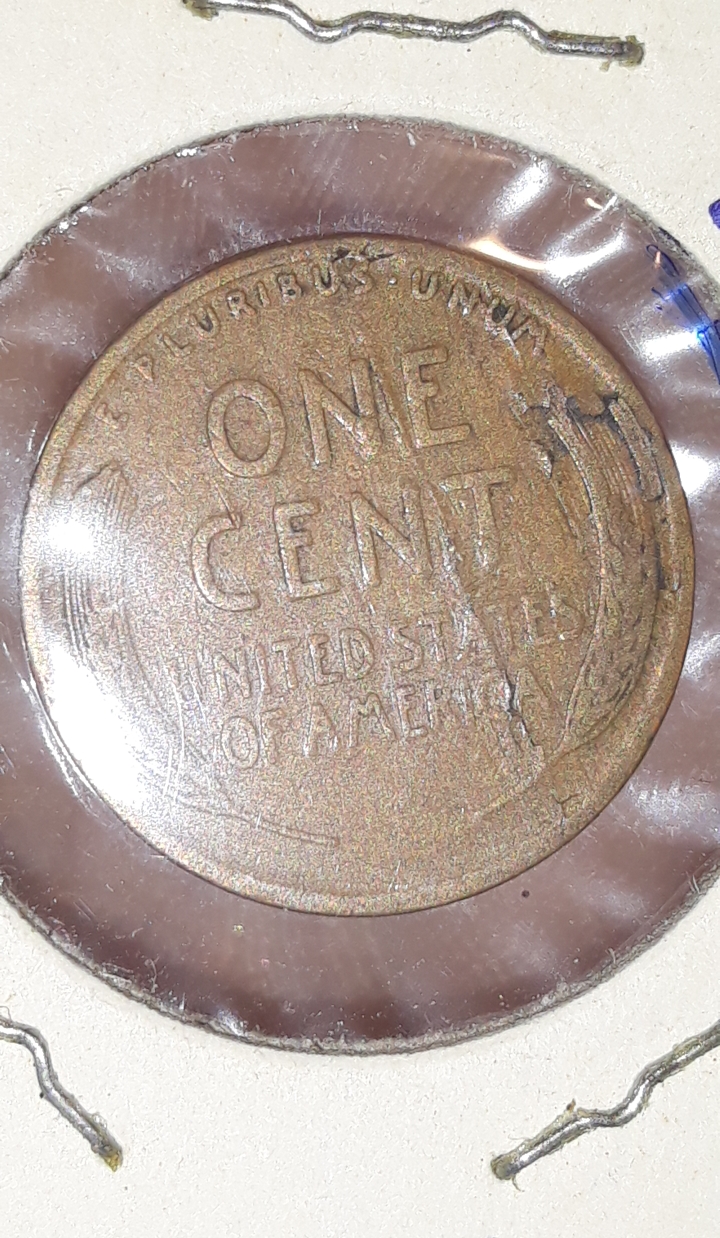 E PLURIBUS·UNUM
ONE
CENT
UNITED STATES
OF AMERICA